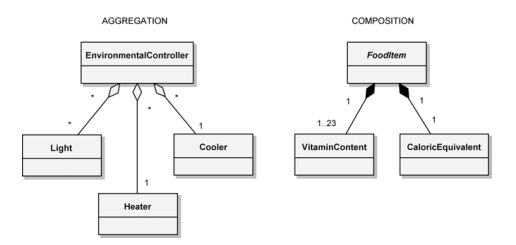 AGGREGATION
COMPOSITION
EnvironmentalController
FoodItem
*
*
*
1
1
*
1
1..23
1
Light
Cooler
VitaminContent
CaloricEquivalent
1
Heater